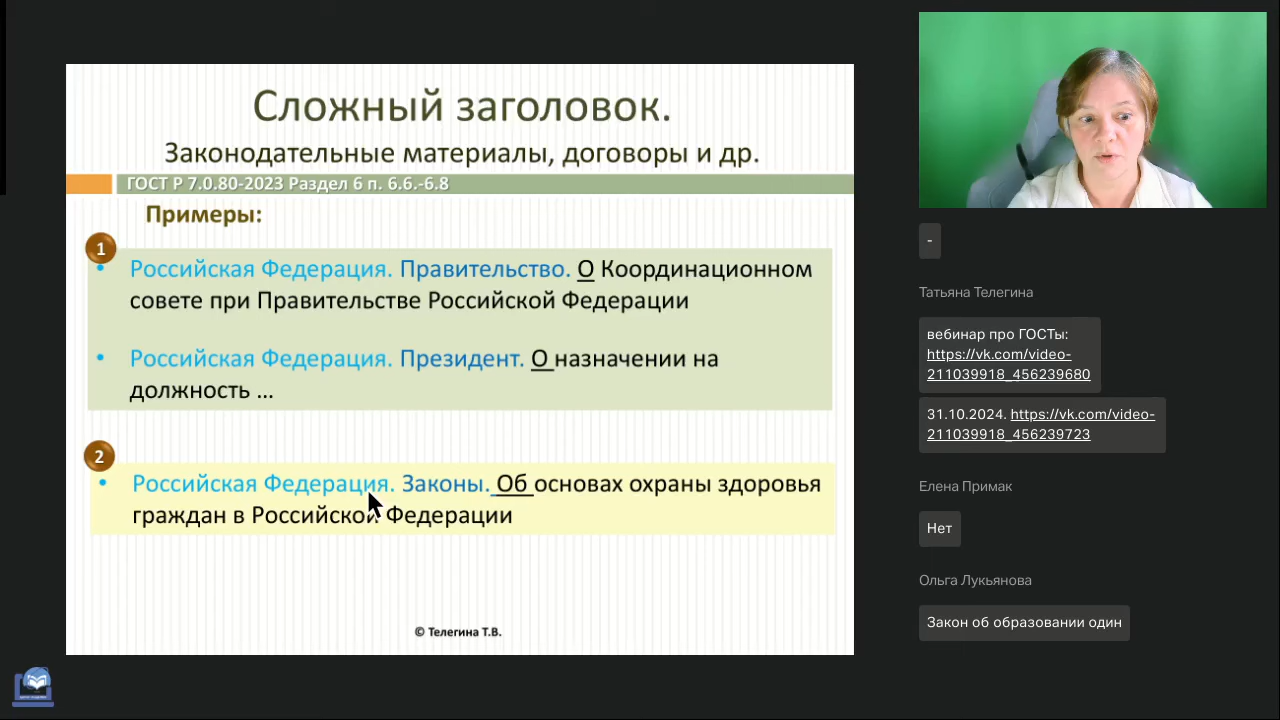 Сложный заголовок.
Законодательные материалы, договоры и др.
ГОСТ Р 7.0.80-2023 Раздел 6 п. 6.6.-6.8
Примеры:
1
• Российская Федерация. Правительство. О Координационном
совете при Правительстве Российской Федерации
• Российская Федерация. Президент. О назначении на
должность ...
2
• Российская Федерация. Законы. Об основах охраны здоровья
граждан в Российской Федерации
© Телегина Т.В.
-
Татьяна Телегина
вебинар про ГОСТы:
https://vk.com/video-
211039918_456239680
31.10.2024. https://vk.com/video-
211039918_456239723
Елена Примак
Нет
Ольга Лукьянова
Закон об образовании один